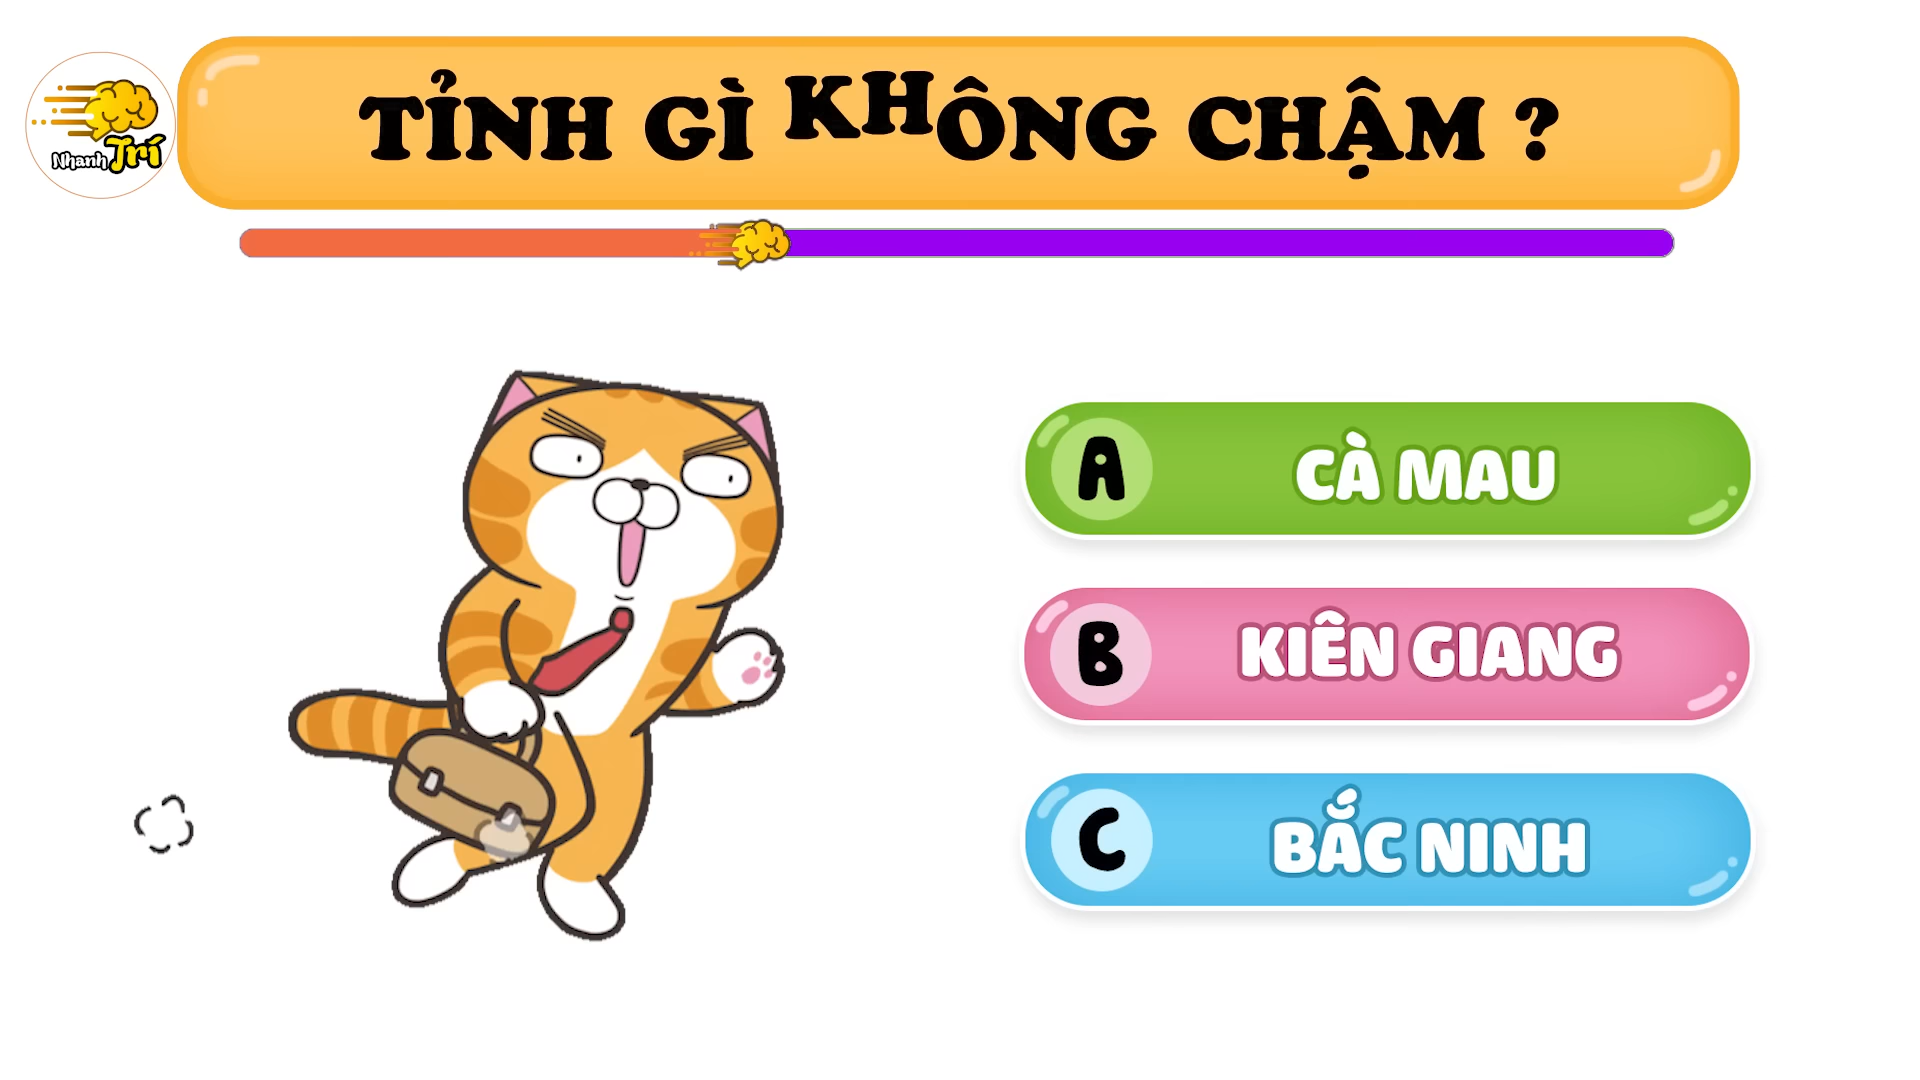 Nhanh Trí
TỈNH GÌ KHÔNG CHẬM ?
A CÀ MAU
B KIÊN GIANG
C BẮC NINH